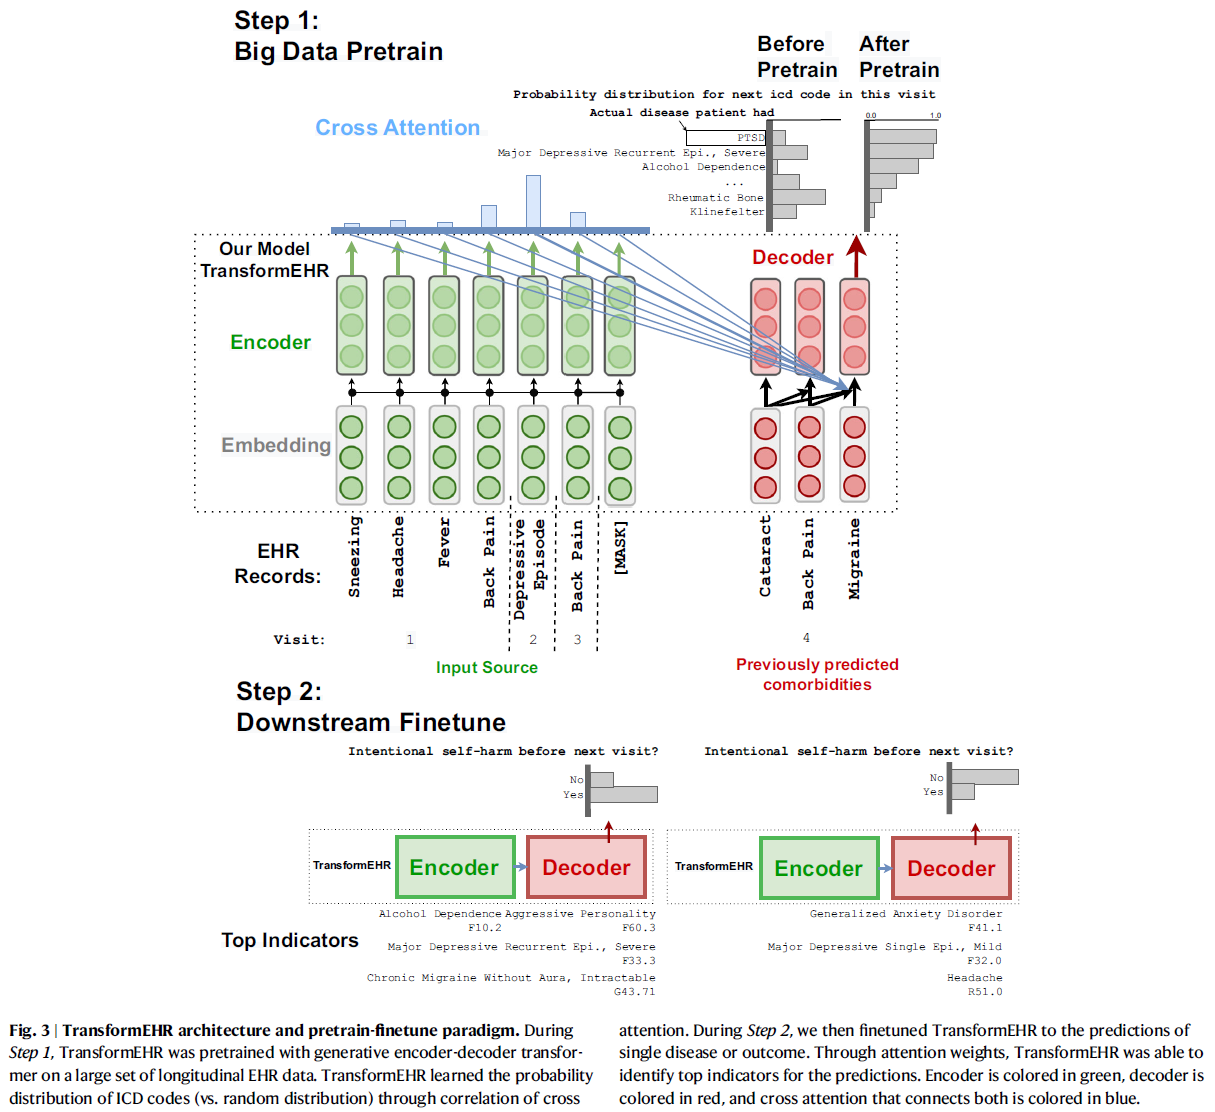 Step 1:
Big Data Pretrain
Before
Pretrain
After
Pretrain
Probability distribution for next icd code in this visit
Actual disease patient had
0.0
1.0
Cross Attention
PTSD
Major Depressive Recurrent Epi., Severe
Alcohol Dependence
...
Rheumatic Bone
Klinefelter
Our Model
TransformEHR
Decoder
Encoder
Embedding
EHR
Records:
Sneezing
Headache
Fever
Back Pain
Depressive
Episode
Back Pain
[MASK]
Cataract
Back Pain
Migraine
Visit:
1
2
3
4
Input Source
Previously predicted
comorbidities
Step 2:
Downstream Finetune
Intentional self-harm before next visit?
No
Yes
TransformEHR
Encoder
Decoder
Intentional self-harm before next visit?
No
Yes
TransformEHR
Encoder
Decoder
Top Indicators
Alcohol Dependence
F10.2
Aggressive Personality
F60.3
Major Depressive Recurrent Epi., Severe
F33.3
Chronic Migraine Without Aura, Intractable
G43.71
Generalized Anxiety Disorder
F41.1
Major Depressive Single Epi., Mild
F32.0
Headache
R51.0
Fig. 3 | TransformEHR architecture and pretrain-finetune paradigm. During
Step 1, TransformEHR was pretrained with generative encoder-decoder transfor-
mer on a large set of longitudinal EHR data. TransformEHR learned the probability
distribution of ICD codes (vs. random distribution) through correlation of cross
attention. During Step 2, we then finetuned TransformEHR to the predictions of
single disease or outcome. Through attention weights, TransformEHR was able to
identify top indicators for the predictions. Encoder is colored in green, decoder is
colored in red, and cross attention that connects both is colored in blue.